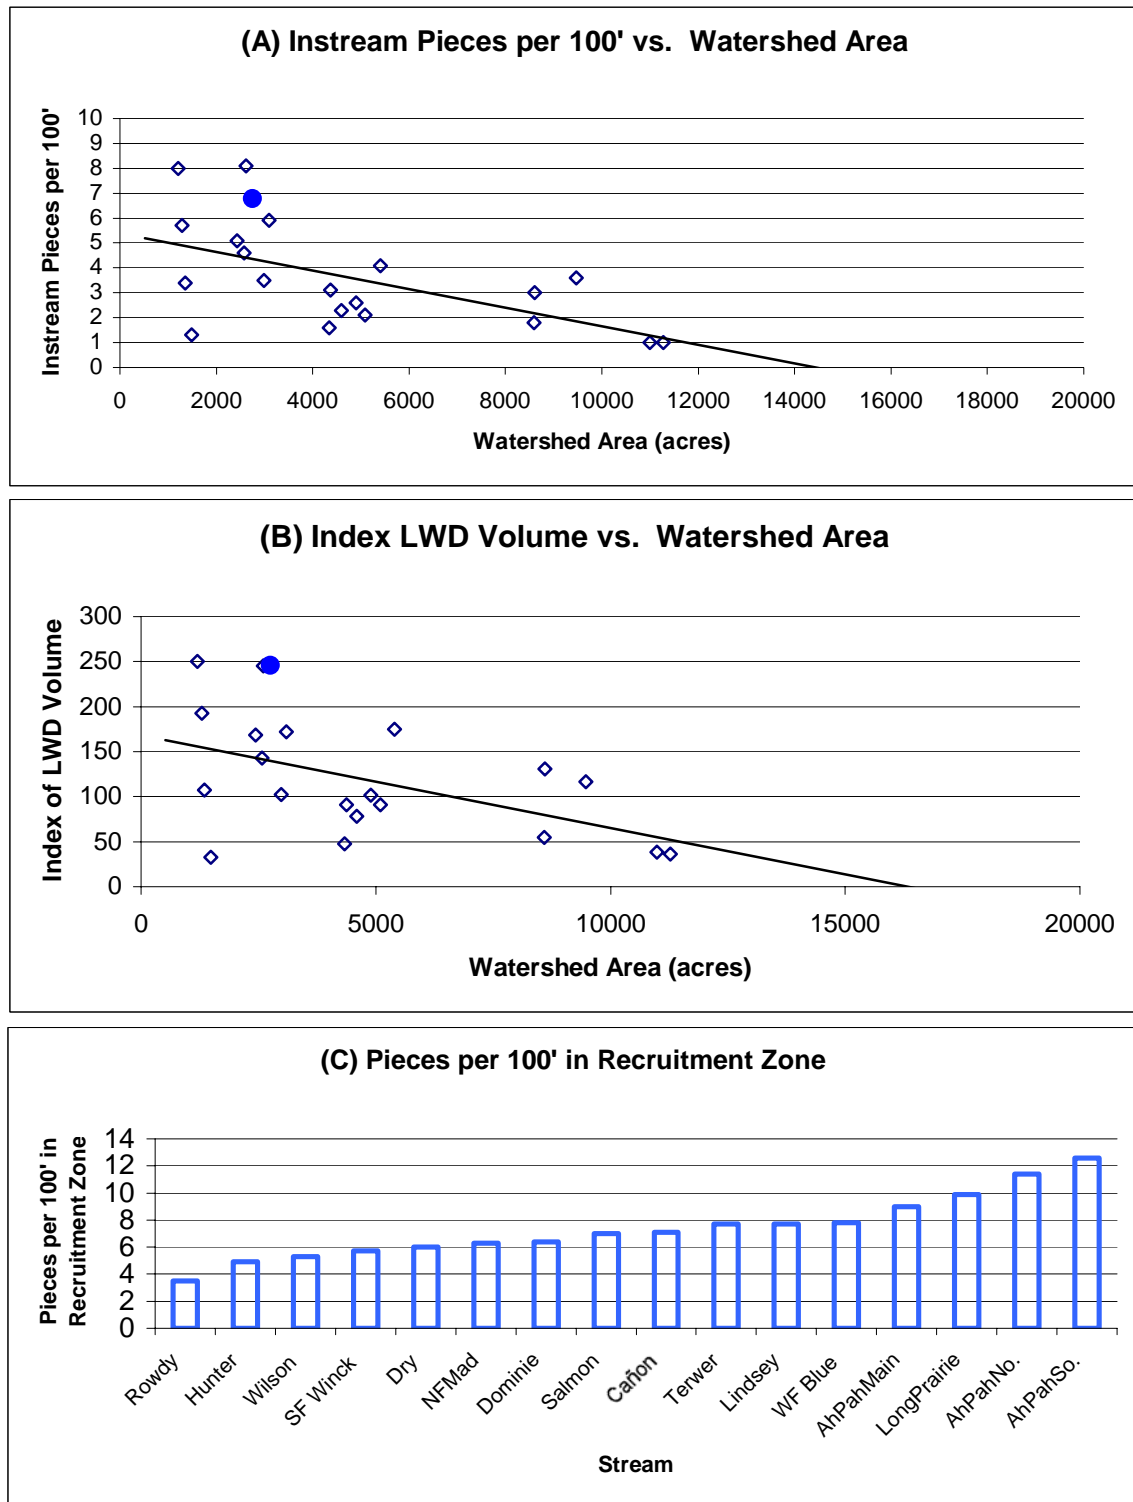 (A) Instream Pieces per 100' vs.  Watershed Area
Instream Pieces per 100'
10
9
8
7
6
5
4
3
2
1
0
0 2000 4000 6000 8000 10000 12000 14000 16000 18000 20000
Watershed Area (acres)
(B) Index LWD Volume vs.  Watershed Area
Index of LWD Volume
300
250
200
150
100
50
0
0 5000 10000 15000 20000
Watershed Area (acres)
(C) Pieces per 100' in Recruitment Zone
Pieces per 100' in
Recruitment Zone
14
12
10
8
6
4
2
0
Rowdy
Hunter
Wilson
SF Winck
Dry
NFMad
Dominie
Salmon
Cañon
Terwer
Lindsey
WF Blue
AhPahMain
LongPrairie
AhPahNo.
AhPahSo.
Stream